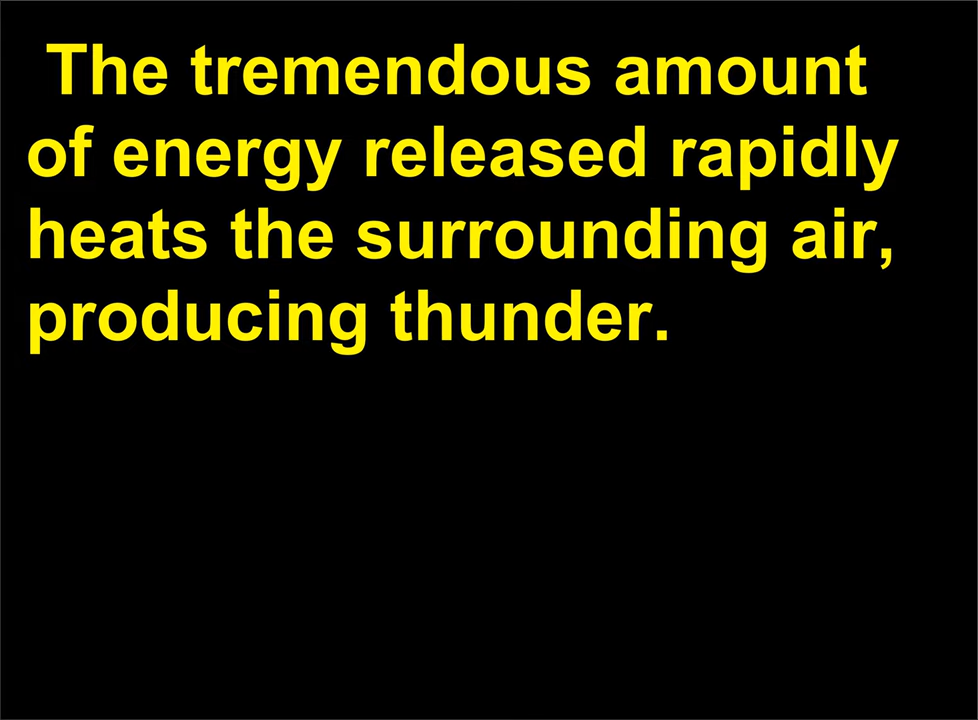 The tremendous amount
of energy released rapidly
heats the surrounding air,
producing thunder.